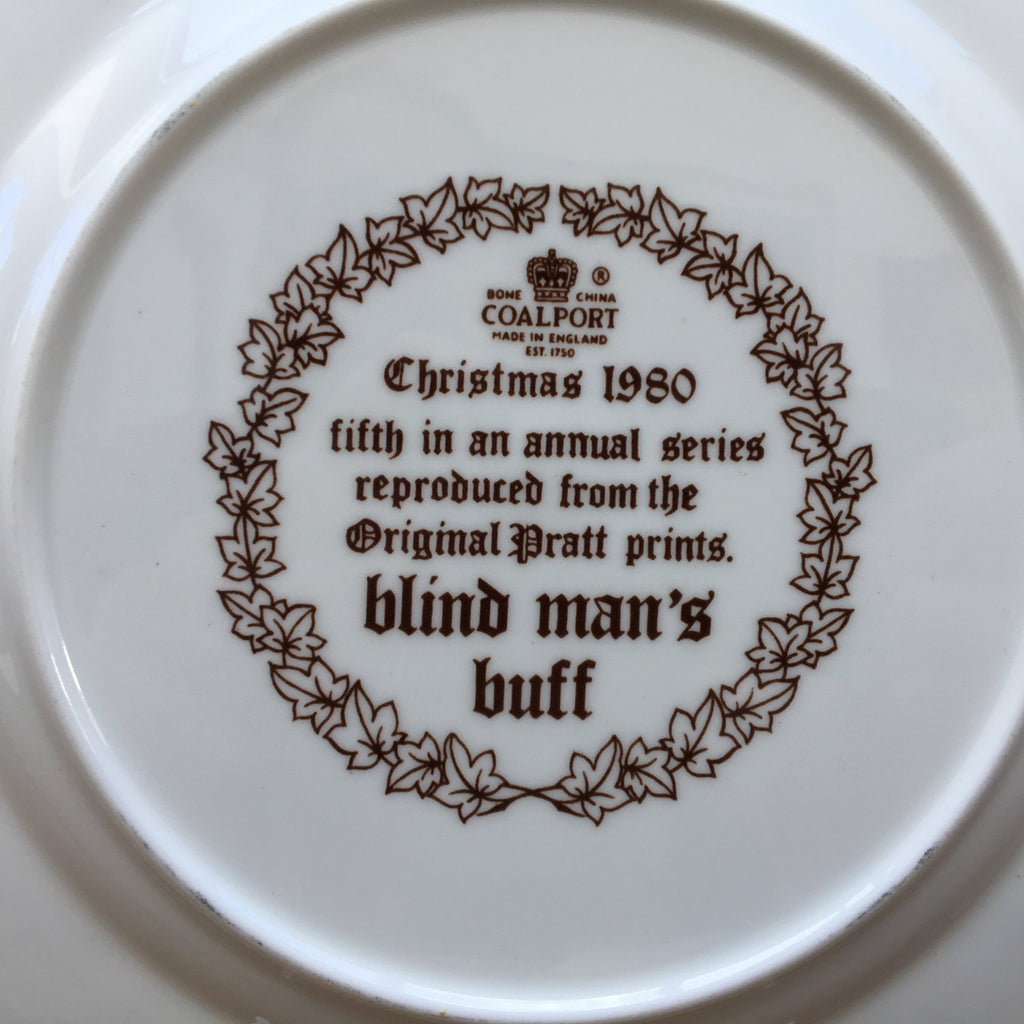 ®
BONE CHINA
COALPORT
MADE IN ENGLAND
EST. 1750
Christmas 1980
fifth in an annual series
reproduced from the
Original Pratt prints.
blind man's
buff